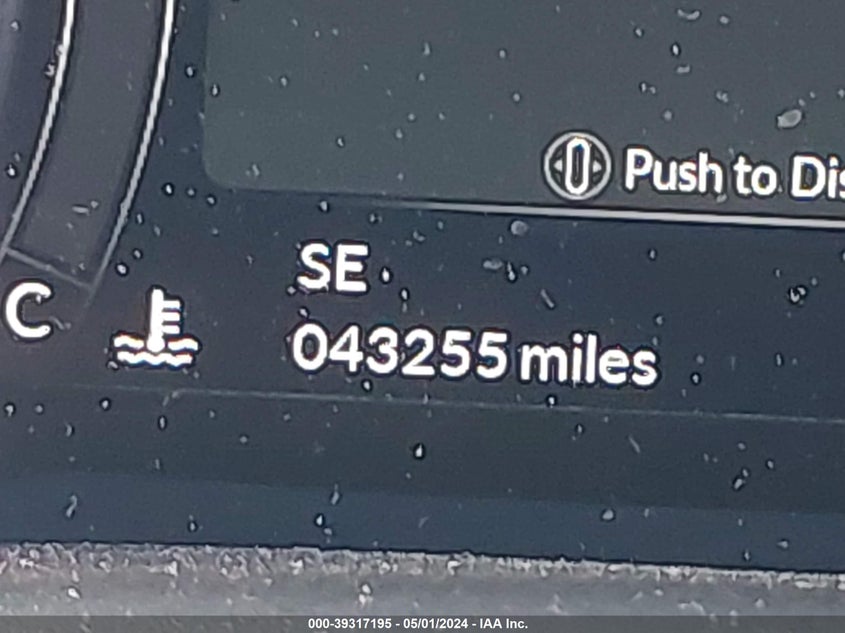 Push to Dis
SE
C
043255 miles
000-39317195 - 05/01/2024 - IAA Inc.